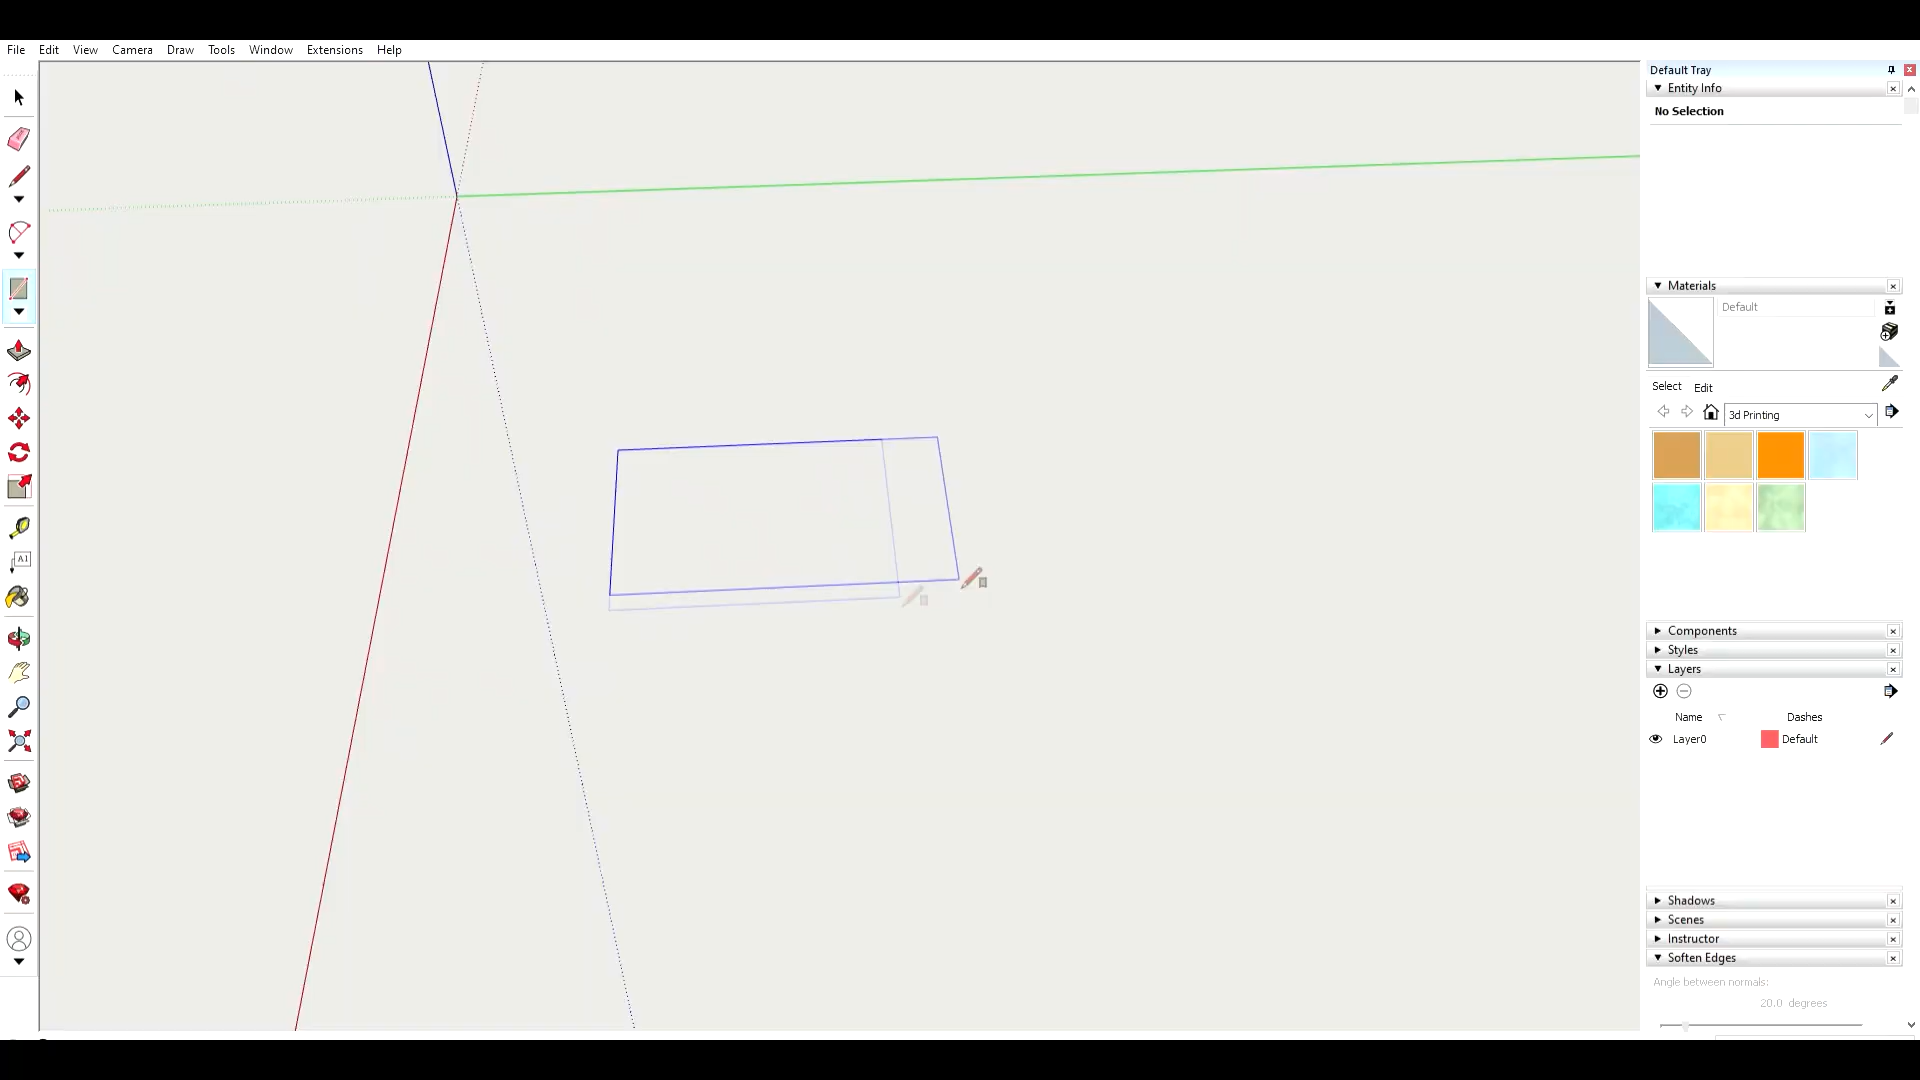 File Edit View Camera Draw Tools Window Extensions Help
Default Tray
Entity Info
No Selection
Materials
Default
Select Edit
3d Printing
A1
Components
Styles
Layers
Name Dashes
Layer0 Default
Shadows
Scenes
Instructor
Soften Edges
Angle between normals:
20.0 degrees